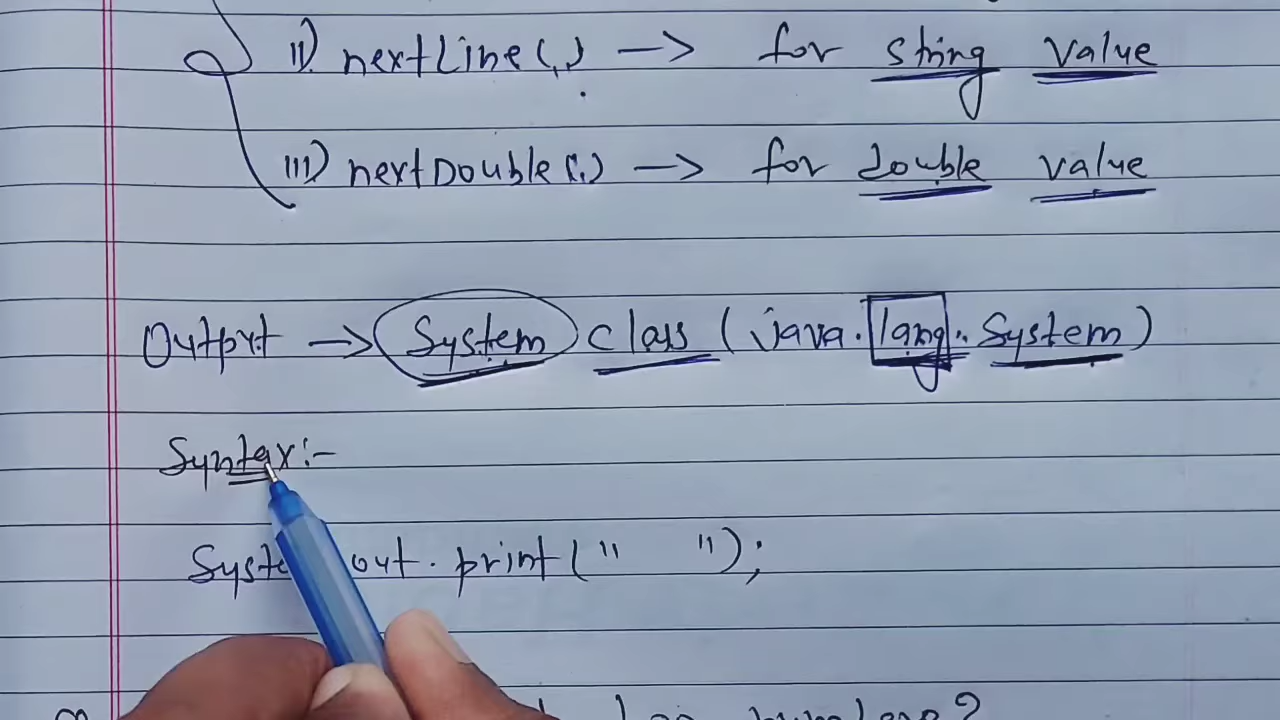 II) nextLine(.) → for string value
III) nextDouble(.) → for double value
Output → System class (java.lang.System)
Syntax:-
System.out.print(" ");